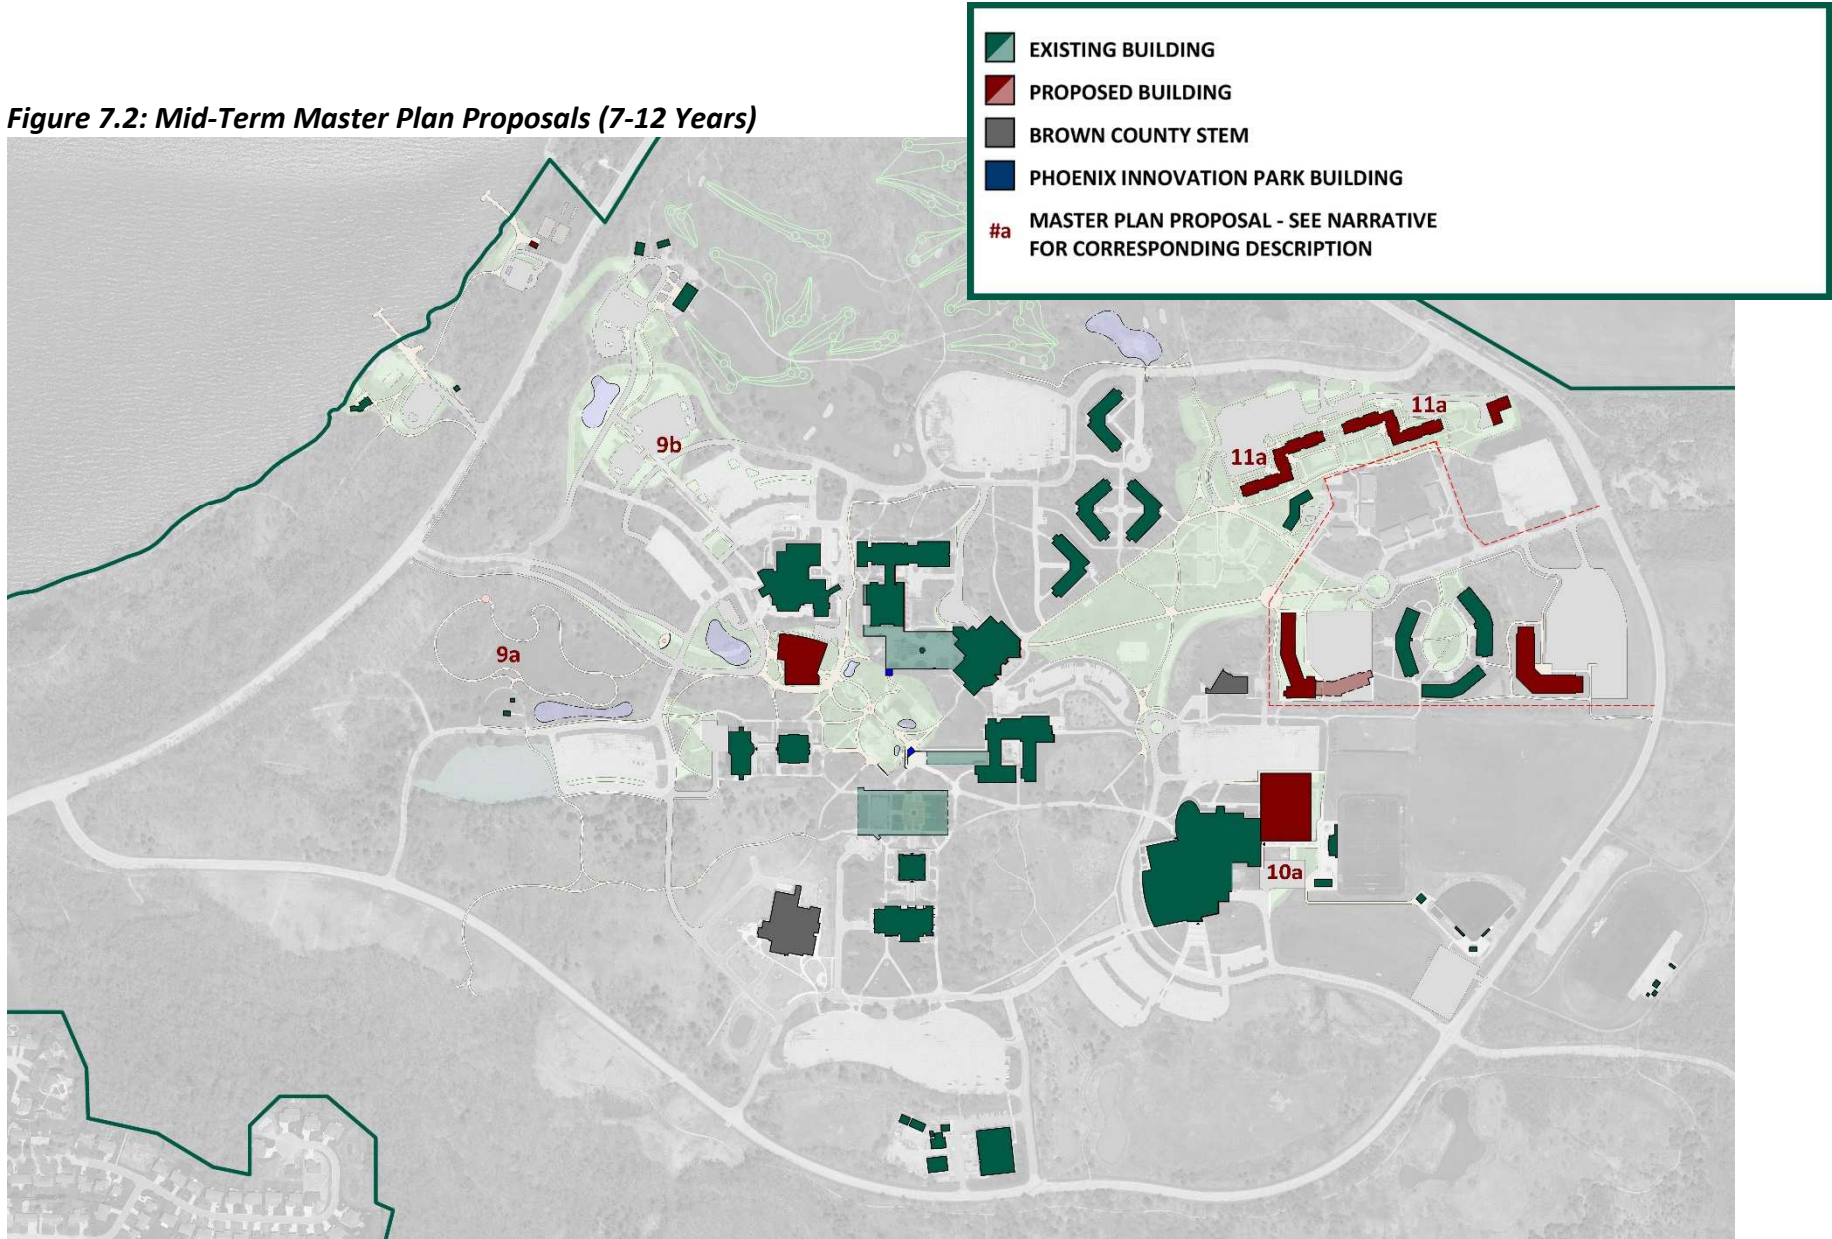 EXISTING BUILDING
PROPOSED BUILDING
BROWN COUNTY STEM
PHOENIX INNOVATION PARK BUILDING
#a MASTER PLAN PROPOSAL - SEE NARRATIVE
FOR CORRESPONDING DESCRIPTION
Figure 7.2: Mid-Term Master Plan Proposals (7-12 Years)
11a
9b
11a
9a
10a